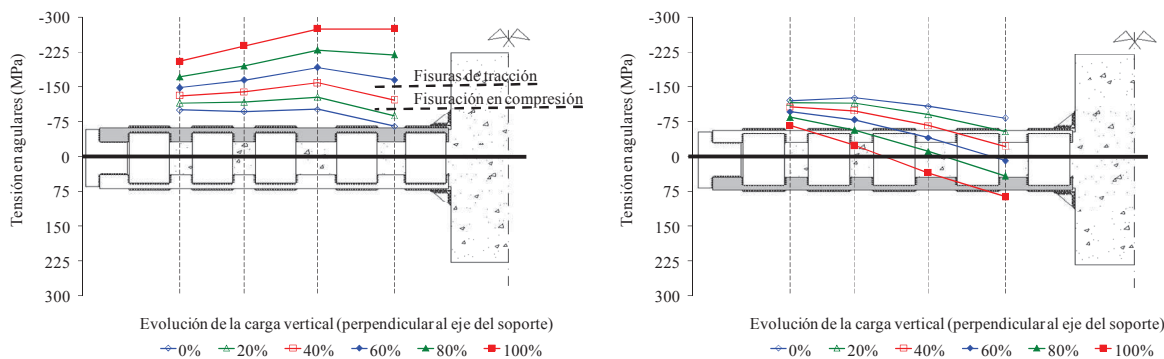 -300
-225
-150
-75
0
75
150
225
300
Tensión en agulares (MPa)
Fisuras de tracción
Fisuración en compresión
Evolución de la carga vertical (perpendicular al eje del soporte)
0% 20% 40% 60% 80% 100%
-300
-225
-150
-75
0
75
150
225
300
Tensión en agulares (MPa)
Evolución de la carga vertical (perpendicular al eje del soporte)
0% 20% 40% 60% 80% 100%